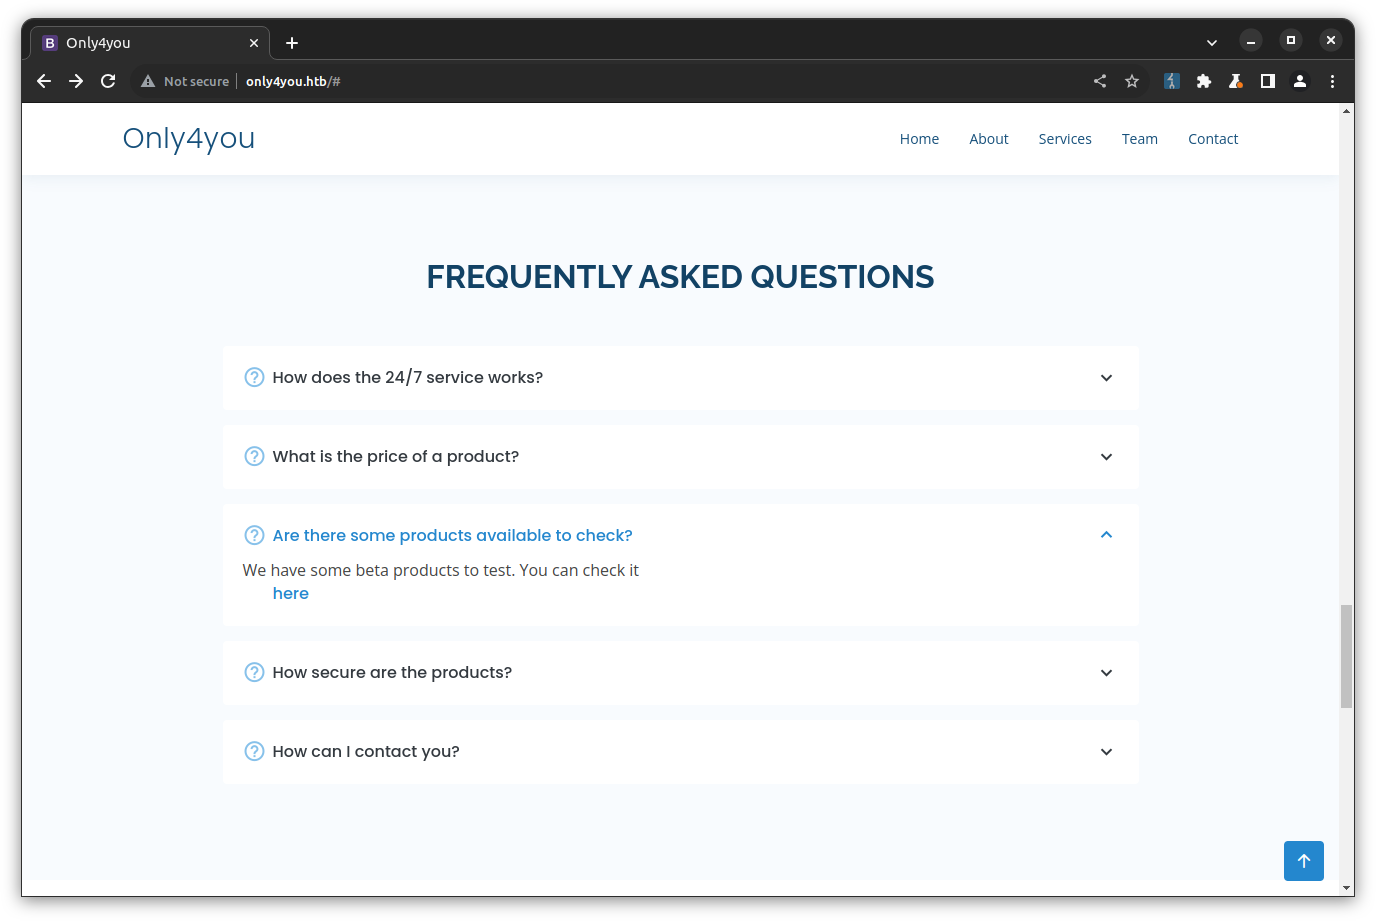 B Only4you
Not secure only4you.htb/#
Only4you Home About Services Team Contact
FREQUENTLY ASKED QUESTIONS
How does the 24/7 service works?
What is the price of a product?
Are there some products available to check?
We have some beta products to test. You can check it
here
How secure are the products?
How can I contact you?